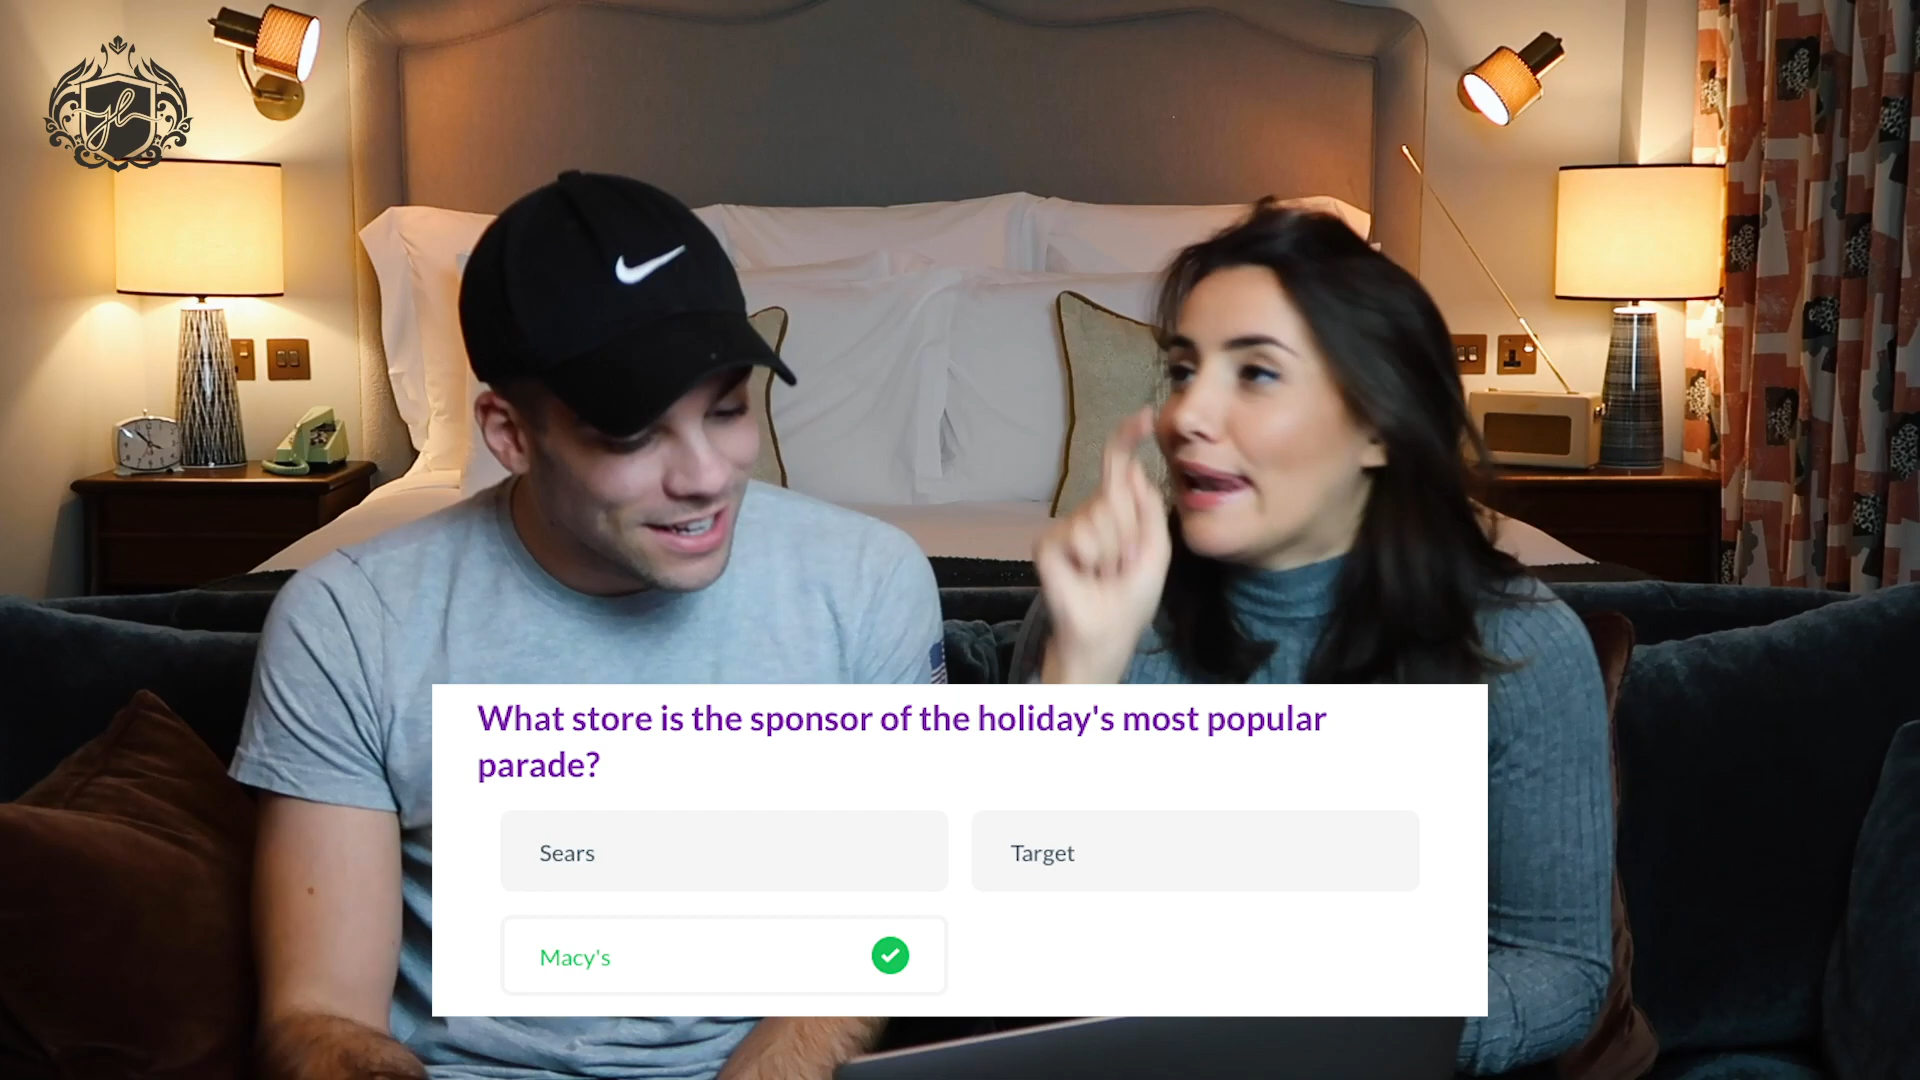 What store is the sponsor of the holiday's most popular
parade?
Sears
Target
Macy's